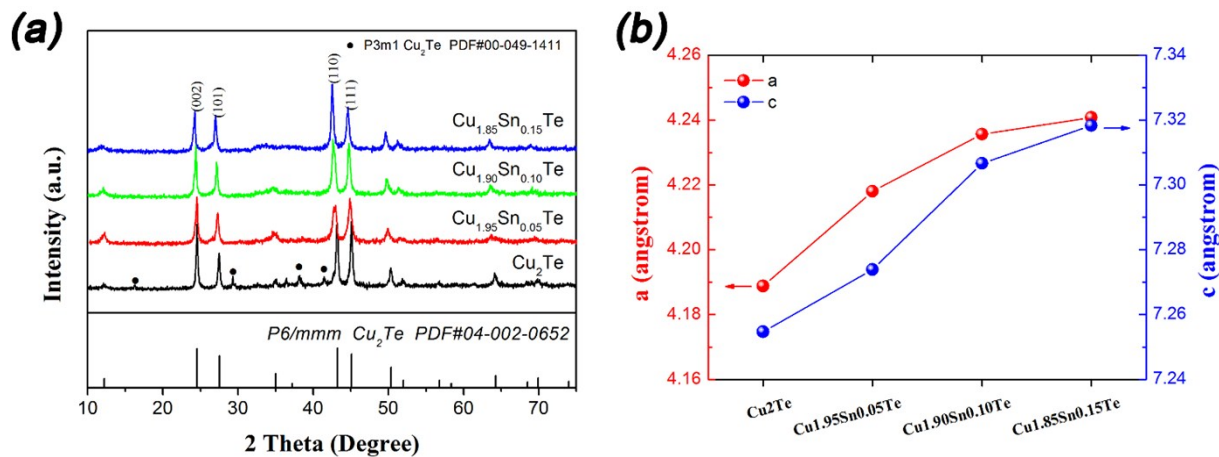 (a)
• P3m1 Cu₂Te PDF#00-049-1411
(002)
(101)
(110)
(111)
Cu₁.₈₅Sn₀.₁₅Te
Cu₁.₉₀Sn₀.₁₀Te
Cu₁.₉₅Sn₀.₀₅Te
Cu₂Te
P6/mmm Cu₂Te PDF#04-002-0652
Intensity (a.u.)
10 20 30 40 50 60 70
2 Theta (Degree)
(b)
a
c
4.26
4.24
4.22
4.20
4.18
4.16
a (angstrom)
7.34
7.32
7.30
7.28
7.26
7.24
c (angstrom)
Cu2Te
Cu1.95Sn0.05Te
Cu1.90Sn0.10Te
Cu1.85Sn0.15Te